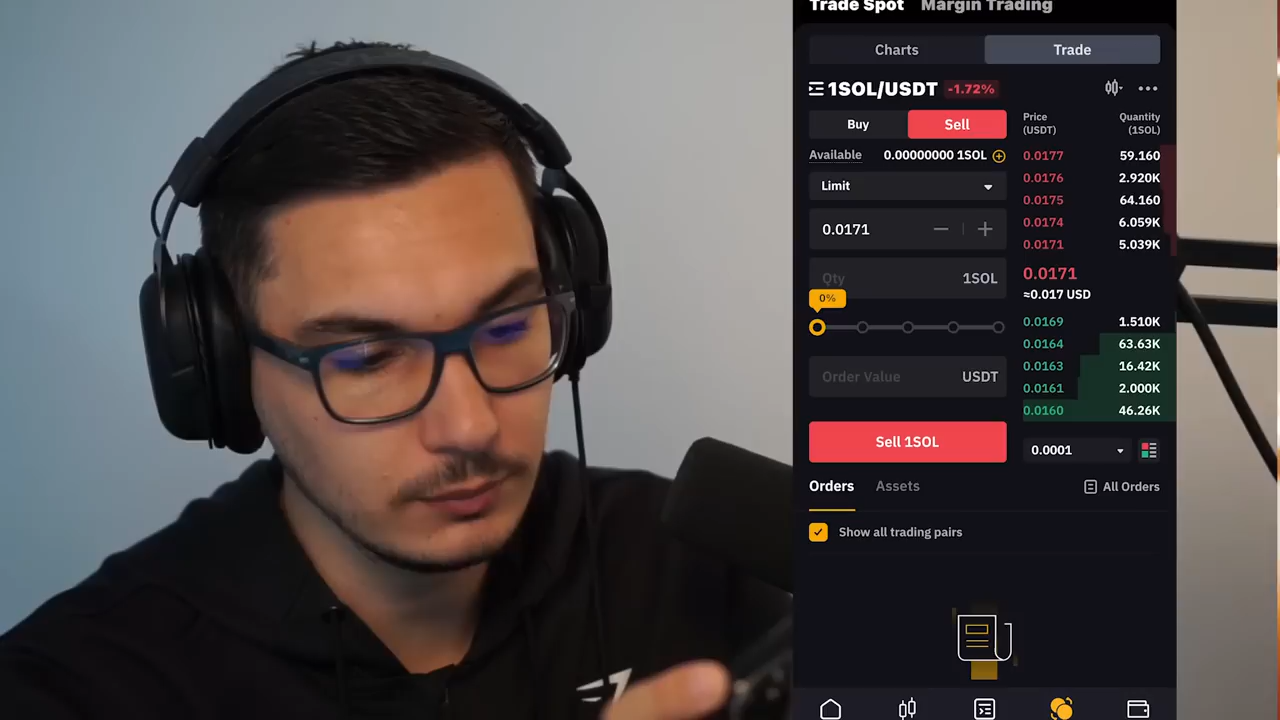 Trade Spot Margin Trading
Charts Trade
1SOL/USDT -1.72%
Buy Sell
Available 0.00000000 1SOL
Limit
0.0171
Qty 1SOL
0%
Order Value USDT
Sell 1SOL
Price (USDT) Quantity (1SOL)
0.0177 59.160
0.0176 2.920K
0.0175 64.160
0.0174 6.059K
0.0171 5.039K
0.0171
≈0.017 USD
0.0169 1.510K
0.0164 63.63K
0.0163 16.42K
0.0161 2.000K
0.0160 46.26K
0.0001
Orders Assets All Orders
Show all trading pairs